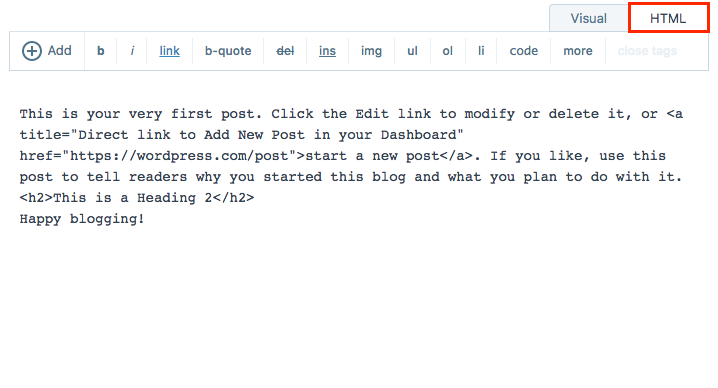 Visual HTML
Add b i link b-quote del ins img ul ol li code more close tags
This is your very first post. Click the Edit link to modify or delete it, or <a
title="Direct link to Add New Post in your Dashboard"
href="https://wordpress.com/post">start a new post</a>. If you like, use this
post to tell readers why you started this blog and what you plan to do with it.
<h2>This is a Heading 2</h2>
Happy blogging!